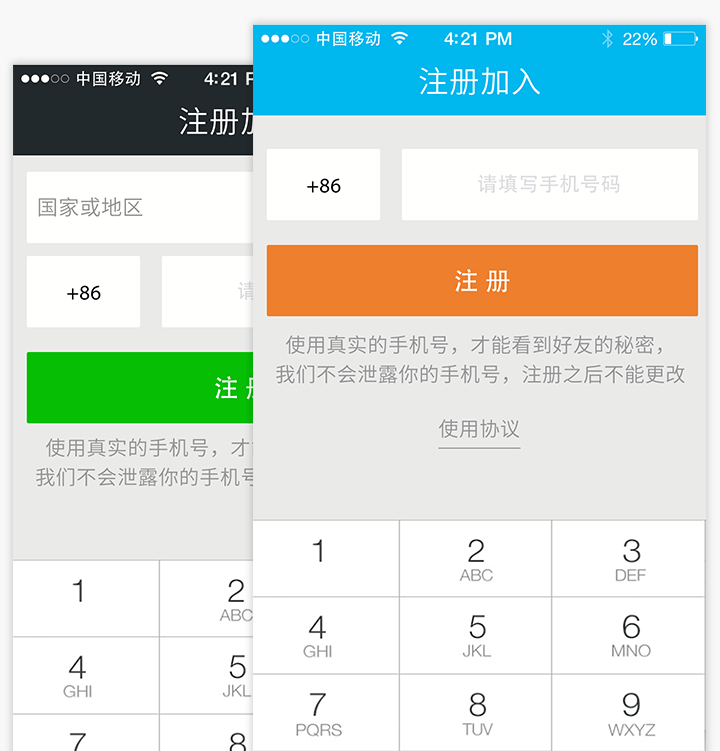 中国移动 4:21 PM 22%
注册加入
+86 请填写手机号码
注 册
使用真实的手机号，才能看到好友的秘密，
我们不会泄露你的手机号，注册之后不能更改
使用协议
1 2 3
ABC DEF
4 5 6
GHI JKL MNO
7 8 9
PQRS TUV WXYZ
中国移动 4:21
注册
国家或地区
+86 请
注
使用真实的手机号，才
我们不会泄露你的手机号
1 2
ABC
4 5
GHI JKL
7 8